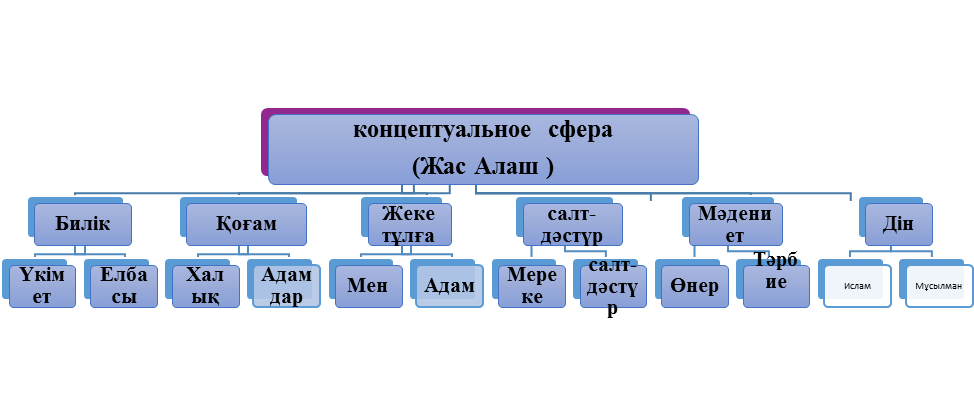 концептуальное сфера
(Жас Алаш )
Билік
Қоғам
Жеке
тұлға
салт-
дәстүр
Мәдени
ет
Дін
Үкім
ет
Елба
сы
Хал
ық
Адам
дар
Мен
Адам
Мере
ке
салт-
дәстү
р
Өнер
Тәрб
ие
Ислам
Мұсылман